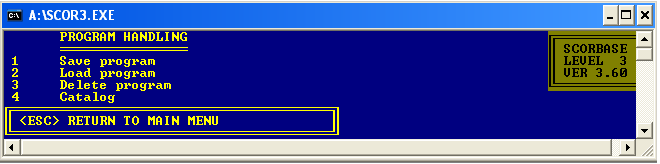 A:\SCOR3.EXE
PROGRAM HANDLING
1 Save program
2 Load program
3 Delete program
4 Catalog
<ESC> RETURN TO MAIN MENU
SCORBASE
LEVEL 3
VER 3.60